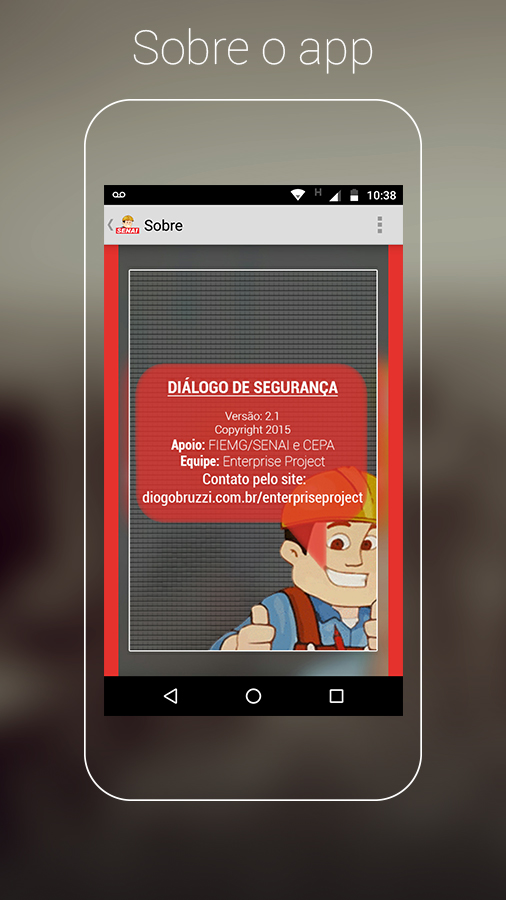 Sobre o app
H
10:38
SENAI
Sobre
DIÁLOGO DE SEGURANÇA
Versão: 2.1
Copyright 2015
Apoio: FIEMG/SENAI e CEPA
Equipe: Enterprise Project
Contato pelo site:
diogobruzzi.com.br/enterpriseproject